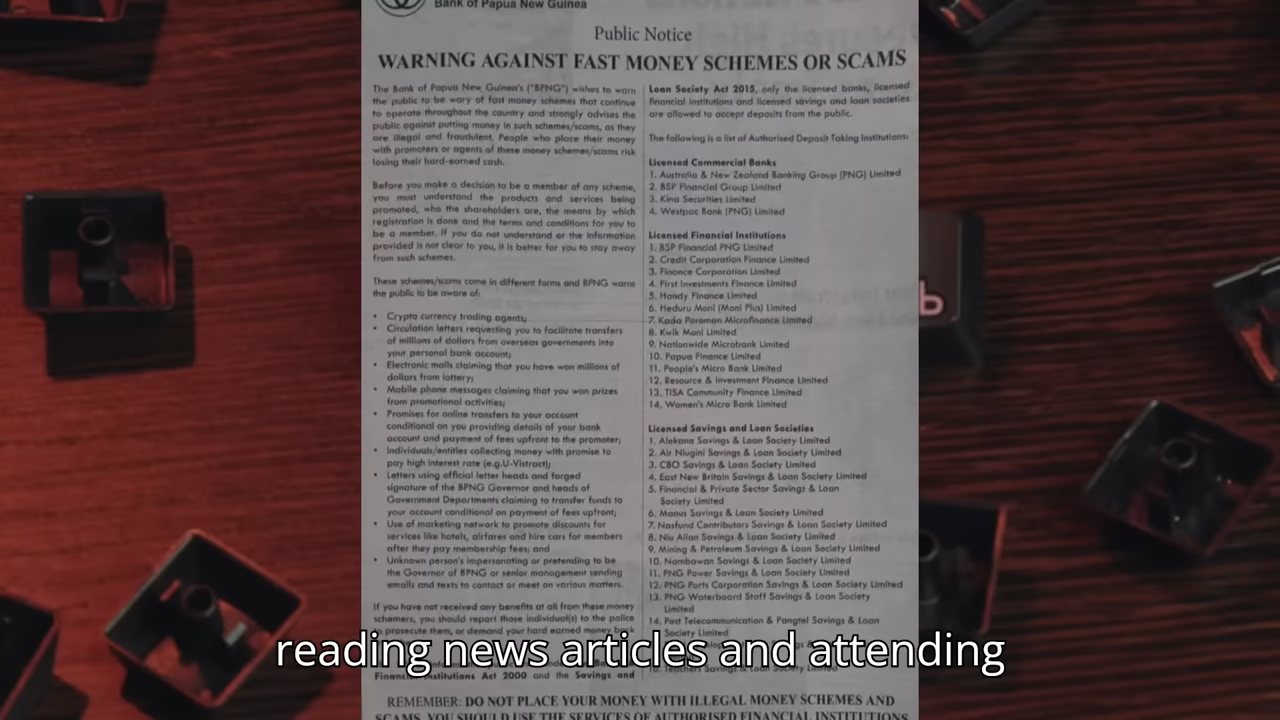 Bank of Papua New Guinea
Public Notice
WARNING AGAINST FAST MONEY SCHEMES OR SCAMS
The Bank of Papua New Guinea's ("BPNG") wishes to warn
the public to be wary of fast money schemes that continue
to operate throughout the country and strongly advises the
public against putting money in such schemes/scams, as they
are illegal and fraudulent. People who place their money
with promoters or agents of these money schemes/scams risk
losing their hard-earned cash.
Before you make a decision to be a member of any scheme,
you must understand the products and services being
promoted, who the shareholders are, the means by which
registration is done and the terms and conditions for you to
be a member. If you do not understand or the information
provided is not clear to you, it is better for you to stay away
from such schemes.
These schemes/scams come in different forms and BPNG warns
the public to be aware of:
• Crypto currency trading agents;
• Circulation letters requesting you to facilitate transfers
of millions of dollars from overseas governments into
your personal bank account;
• Electronic mails claiming that you have won millions of
dollars from lottery;
• Mobile phone messages claiming that you won prizes
from promotional activities;
• Promises for online transfers to your account
conditional on you providing details of your bank
account and payment of fees upfront to the promoter;
• Individuals/entities collecting money with promise to
pay high interest rate (e.g.U-Vistract);
• Letters using official letter heads and forged
signature of the BPNG Governor and heads of
Government Departments claiming to transfer funds to
your account conditional on payment of fees upfront;
• Use of marketing network to promote discounts for
services like hotels, airfares and hire cars for members
after they pay membership fees; and
• Unknown person's impersonating or pretending to be
the Governor of BPNG or senior management sending
emails and texts to contact or meet on various matters.
If you have not received any benefits at all from these money
schemers, you should report those individual(s) to the police
to prosecute them, or demand your hard earned money back
Financial Institutions Act 2000 and the Savings and
Loan Society Act 2015, only the licensed banks, licensed
financial institutions and licensed savings and loan societies
are allowed to accept deposits from the public.
The following is a list of Authorised Deposit Taking Institutions:
Licensed Commercial Banks
1. Australia & New Zealand Banking Group (PNG) Limited
2. BSP Financial Group Limited
3. Kina Securities Limited
4. Westpac Bank (PNG) Limited
Licensed Financial Institutions
1. BSP Financial PNG Limited
2. Credit Corporation Finance Limited
3. Finance Corporation Limited
4. First Investments Finance Limited
5. Handy Finance Limited
6. Heduru Moni (Moni Plus) Limited
7. Kada Poroman Microfinance Limited
8. Kwik Moni Limited
9. Nationwide Microbank Limited
10. Papua Finance Limited
11. People's Micro Bank Limited
12. Resource & Investment Finance Limited
13. TISA Community Finance Limited
14. Women's Micro Bank Limited
Licensed Savings and Loan Societies
1. Alekano Savings & Loan Society Limited
2. Air Niugini Savings & Loan Society Limited
3. CBO Savings & Loan Society Limited
4. East New Britain Savings & Loan Society Limited
5. Financial & Private Sector Savings & Loan
Society Limited
6. Manus Savings & Loan Society Limited
7. Nasfund Contributors Savings & Loan Society Limited
8. Niu Ailan Savings & Loan Society Limited
9. Mining & Petroleum Savings & Loan Society Limited
10. Nambawan Savings & Loan Society Limited
11. PNG Power Savings & Loan Society Limited
12. PNG Ports Corporation Savings & Loan Society Limited
13. PNG Waterboard Staff Savings & Loan Society
Limited
14. Post Telecommunication & Pangtel Savings & Loan
Society Limited
16. Teachers Savings & Loan Society Limited
REMEMBER: DO NOT PLACE YOUR MONEY WITH ILLEGAL MONEY SCHEMES AND
SCAMS. YOU SHOULD USE THE SERVICES OF AUTHORISED FINANCIAL INSTITUTIONS
reading news articles and attending